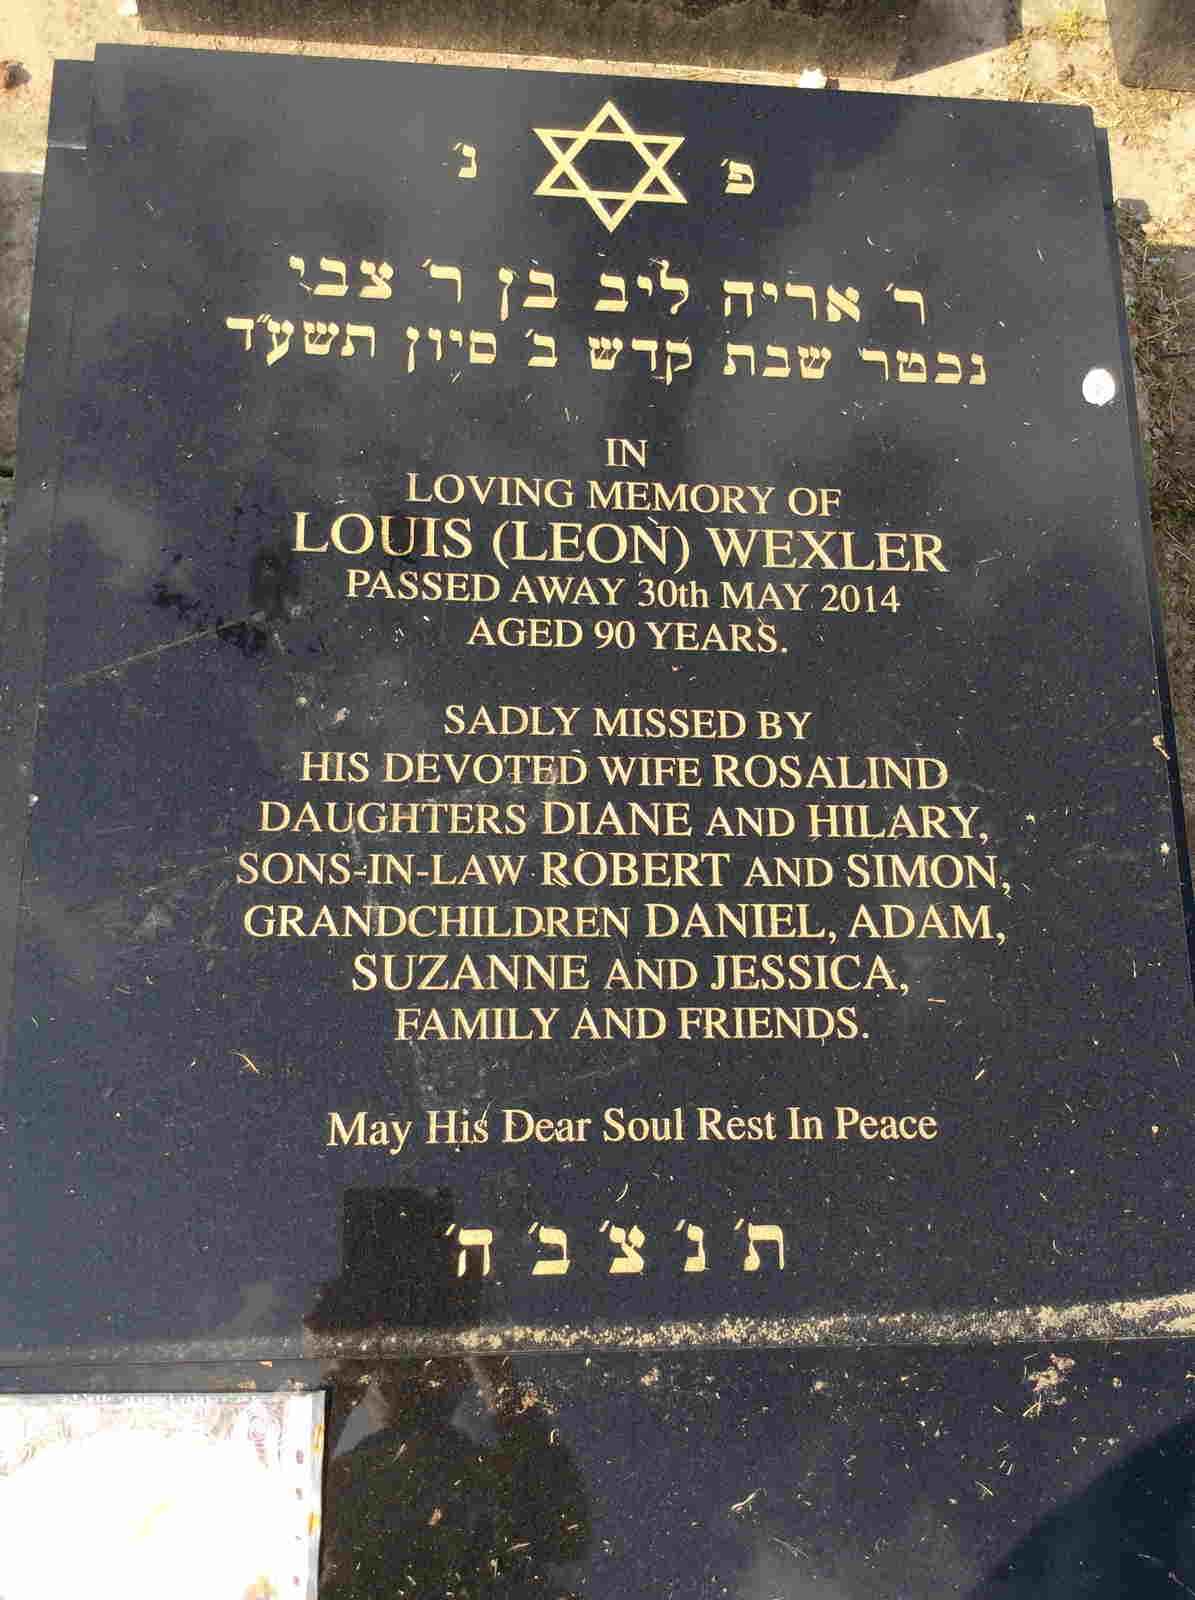 פ׳ נ׳
ר׳ אריה ליב בן ר׳ צבי
נכטר שבת קדש ב׳ סיון תשע״ד
IN
LOVING MEMORY OF
LOUIS (LEON) WEXLER
PASSED AWAY 30th MAY 2014
AGED 90 YEARS.
SADLY MISSED BY
HIS DEVOTED WIFE ROSALIND
DAUGHTERS DIANE AND HILARY,
SONS-IN-LAW ROBERT AND SIMON,
GRANDCHILDREN DANIEL, ADAM,
SUZANNE AND JESSICA,
FAMILY AND FRIENDS.
May His Dear Soul Rest In Peace
ת׳ נ׳ צ׳ ב׳ ה׳